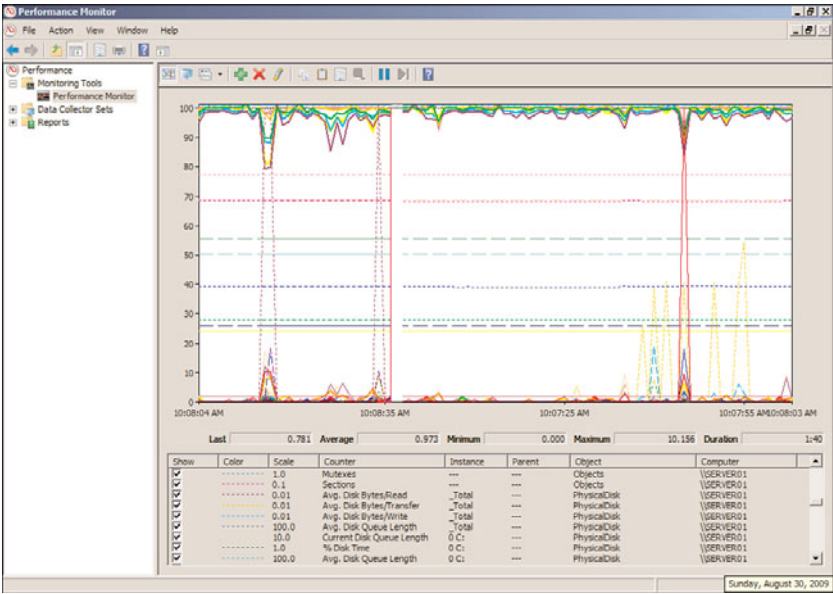 Performance Monitor
File Action View Window Help
Performance
Monitoring Tools
Performance Monitor
Data Collector Sets
Reports
100
90
80
70
60
50
40
30
20
10
0
10:08:04 AM 10:08:35 AM 10:07:25 AM 10:07:55 AM 10:08:03 AM
Last 0.781 Average 0.973 Minimum 0.000 Maximum 10.156 Duration 1:40
Show Color Scale Counter Instance Parent Object Computer
1.0 Mutexes --- --- Objects \\SERVER01
0.1 Sections --- --- Objects \\SERVER01
0.01 Avg. Disk Bytes/Read _Total --- PhysicalDisk \\SERVER01
0.01 Avg. Disk Bytes/Transfer _Total --- PhysicalDisk \\SERVER01
0.01 Avg. Disk Bytes/Write _Total --- PhysicalDisk \\SERVER01
100.0 Avg. Disk Queue Length _Total --- PhysicalDisk \\SERVER01
10.0 Current Disk Queue Length 0 C: --- PhysicalDisk \\SERVER01
1.0 % Disk Time 0 C: --- PhysicalDisk \\SERVER01
100.0 Avg. Disk Queue Length 0 C: --- PhysicalDisk \\SERVER01
Sunday, August 30, 2009